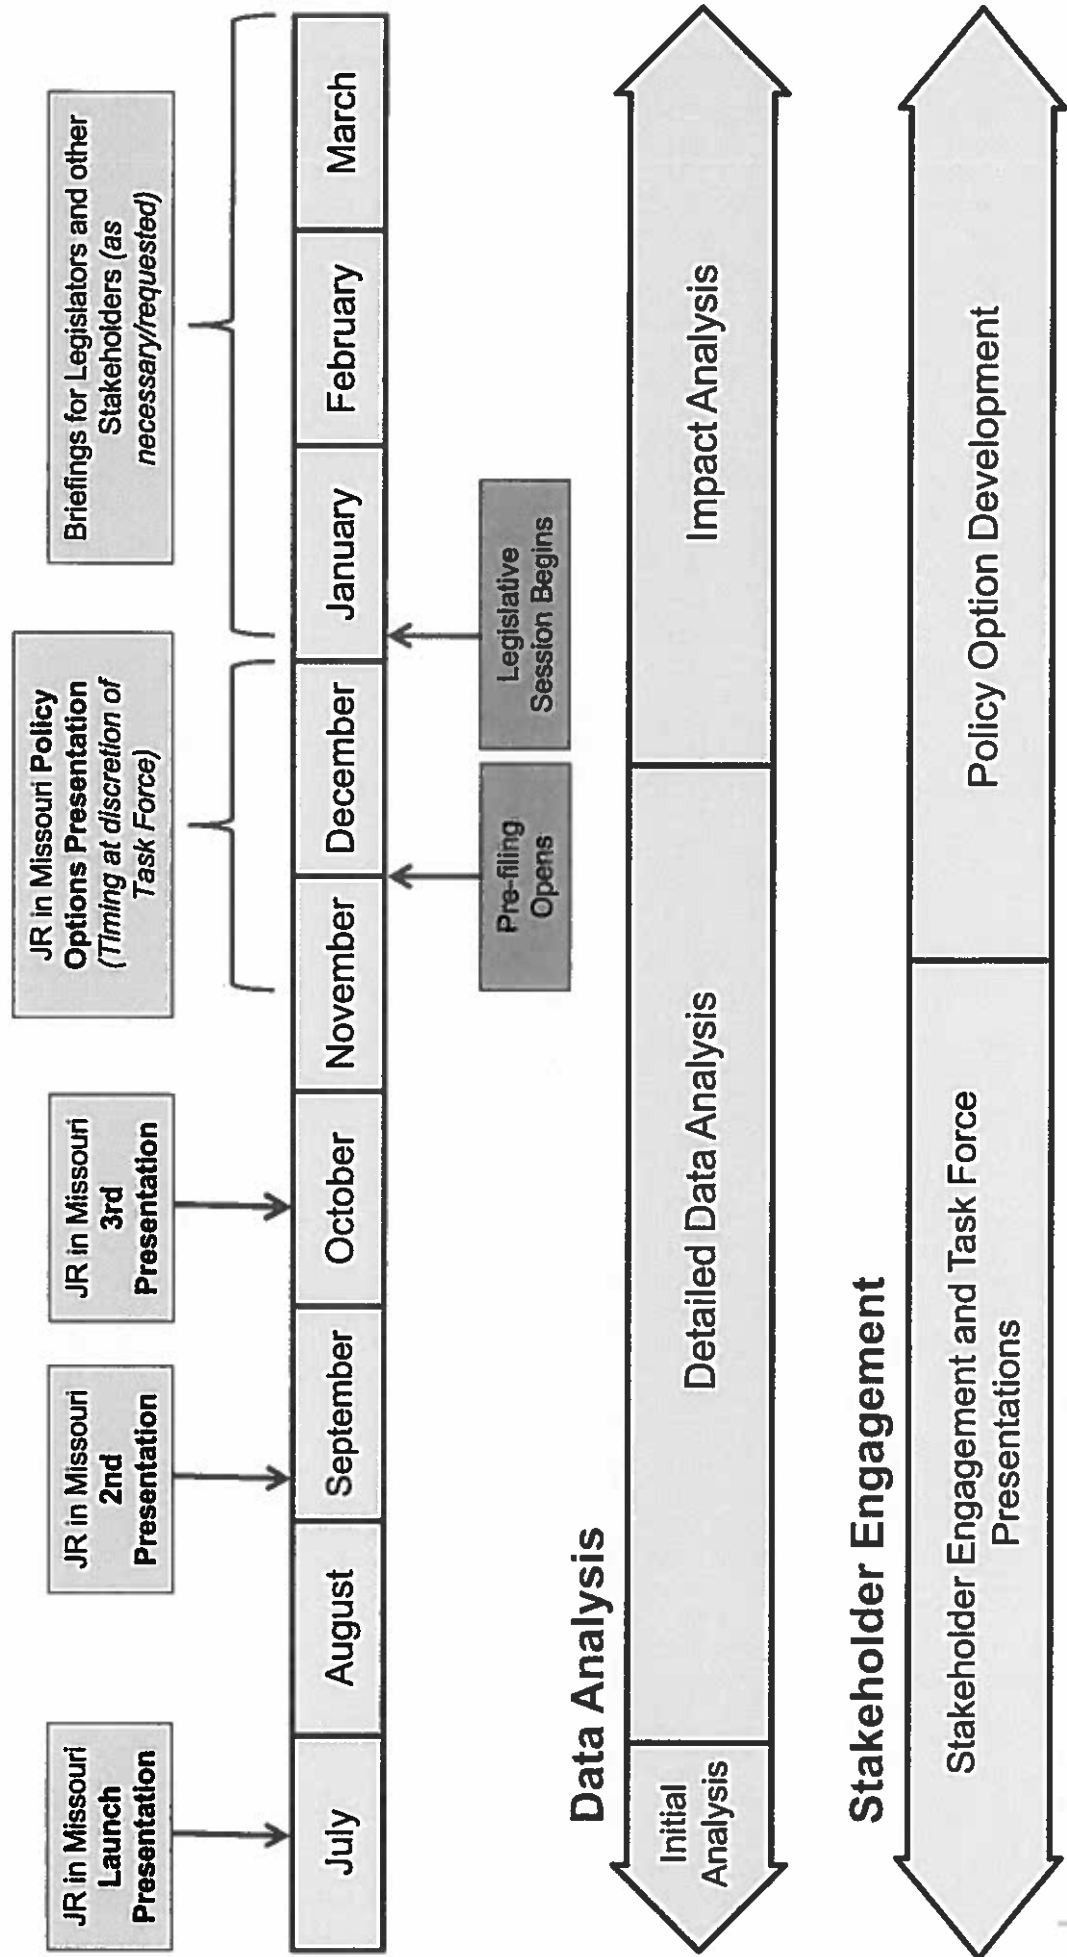 JR in Missouri
Launch
Presentation
JR in Missouri
2nd
Presentation
JR in Missouri
3rd
Presentation
JR in Missouri Policy
Options Presentation
(Timing at discretion of
Task Force)
Briefings for Legislators and other
Stakeholders (as
necessary/requested)
July
August
September
October
November
December
January
February
March
Pre-filing
Opens
Legislative
Session Begins
Data Analysis
Initial
Analysis
Detailed Data Analysis
Impact Analysis
Stakeholder Engagement
Stakeholder Engagement and Task Force
Presentations
Policy Option Development